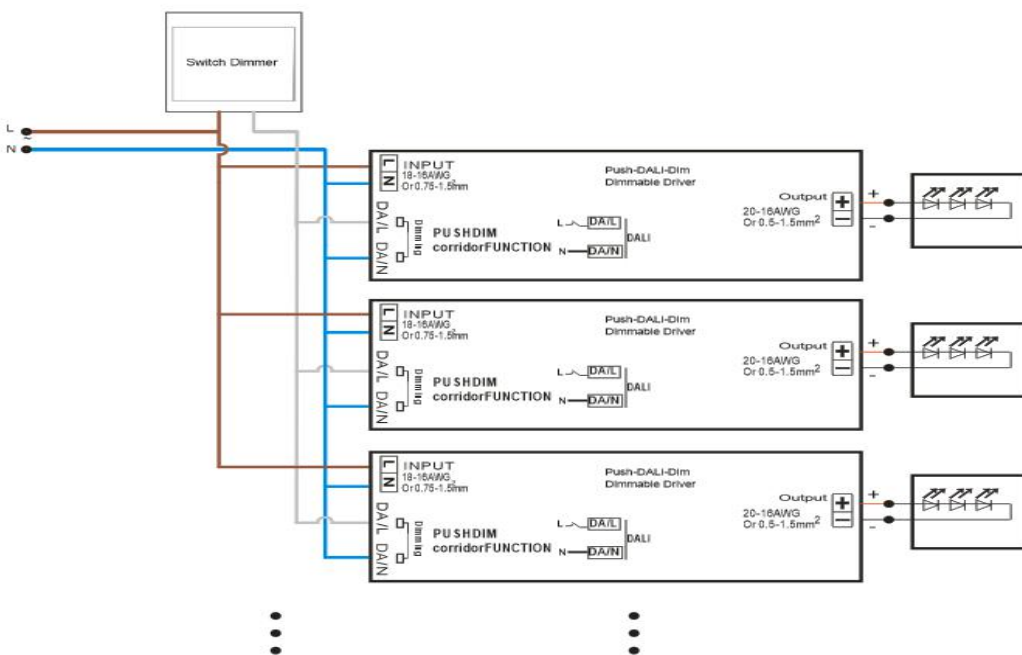 Switch Dimmer
L
~
N
L INPUT
N 18-16AWG
Or 0.75-1.5mm²
DA/L
DA/N
Dimming
PUSHDIM
corridorFUNCTION
Push-DALI-Dim
Dimmable Driver
L DA/L
N DA/N
DALI
Output
20-16AWG
Or 0.5-1.5mm²
+
-
+
-
L INPUT
N 18-16AWG
Or 0.75-1.5mm²
DA/L
DA/N
Dimming
PUSHDIM
corridorFUNCTION
Push-DALI-Dim
Dimmable Driver
L DA/L
N DA/N
DALI
Output
20-16AWG
Or 0.5-1.5mm²
+
-
+
-
L INPUT
N 18-16AWG
Or 0.75-1.5mm²
DA/L
DA/N
Dimming
PUSHDIM
corridorFUNCTION
Push-DALI-Dim
Dimmable Driver
L DA/L
N DA/N
DALI
Output
20-16AWG
Or 0.5-1.5mm²
+
-
+
-